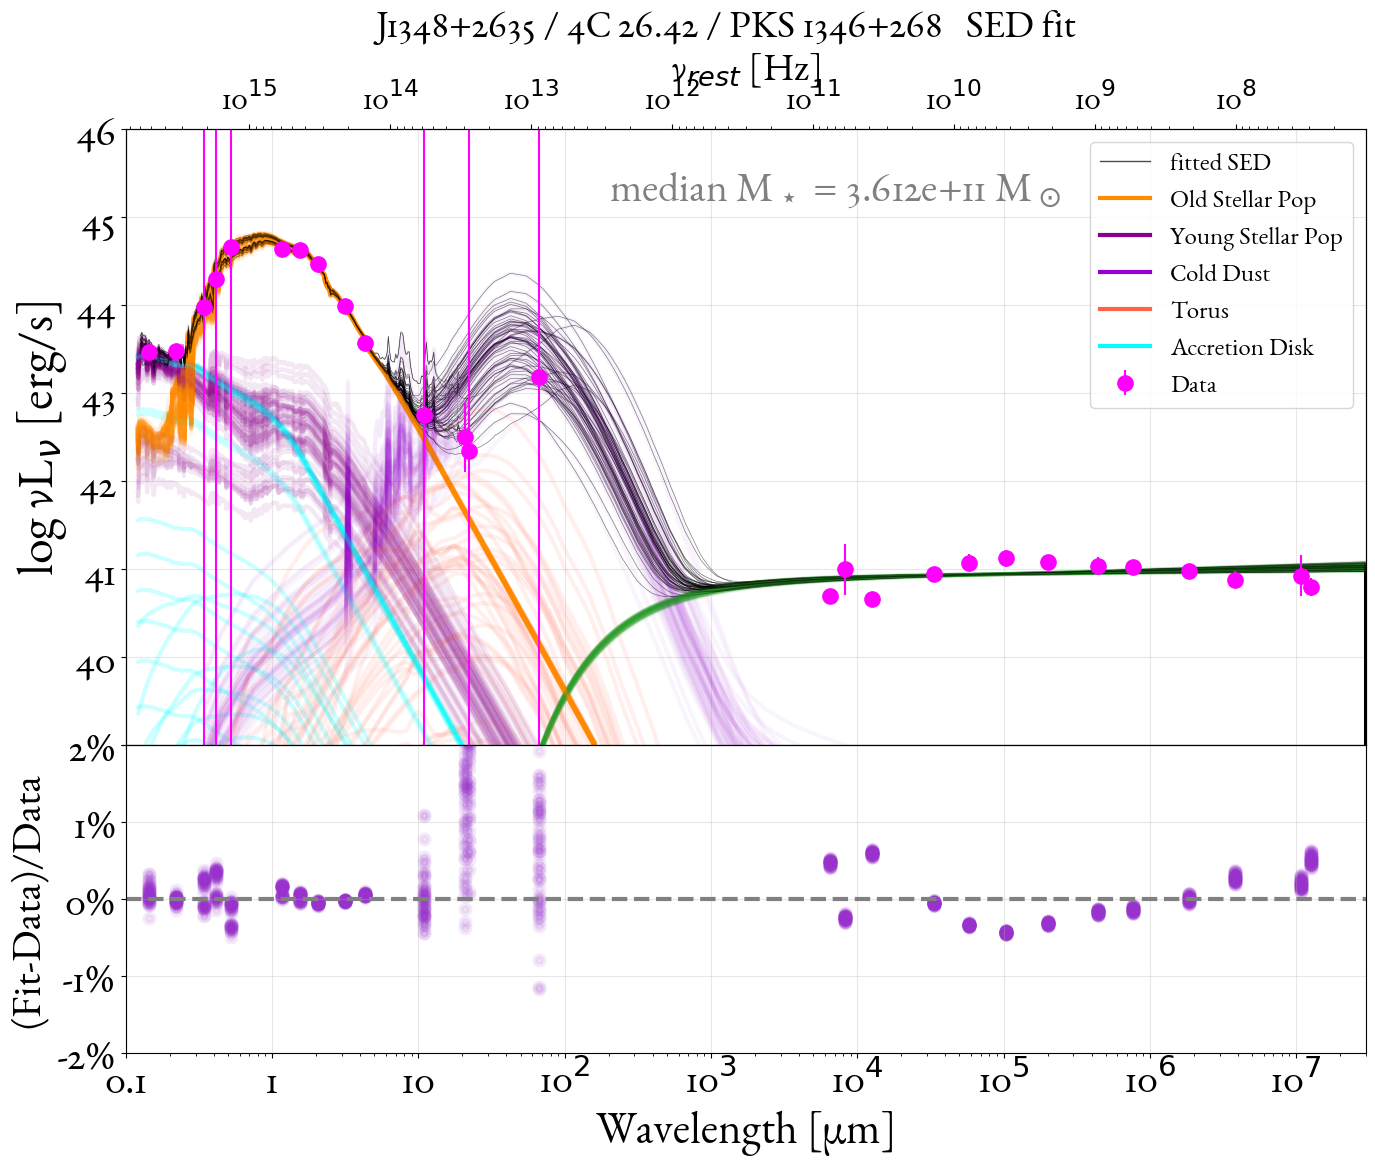 J1348+2635 / 4C 26.42 / PKS 1346+268 SED fit
ν_rest [Hz]
10^15 10^14 10^13 10^12 10^11 10^10 10^9 10^8
median M⋆ = 3.612e+11 M⊙
fitted SED
Old Stellar Pop
Young Stellar Pop
Cold Dust
Torus
Accretion Disk
Data
log νL_ν [erg/s]
46
45
44
43
42
41
40
(Fit-Data)/Data
2%
1%
0%
-1%
-2%
0.1 1 10 10^2 10^3 10^4 10^5 10^6 10^7
Wavelength [μm]